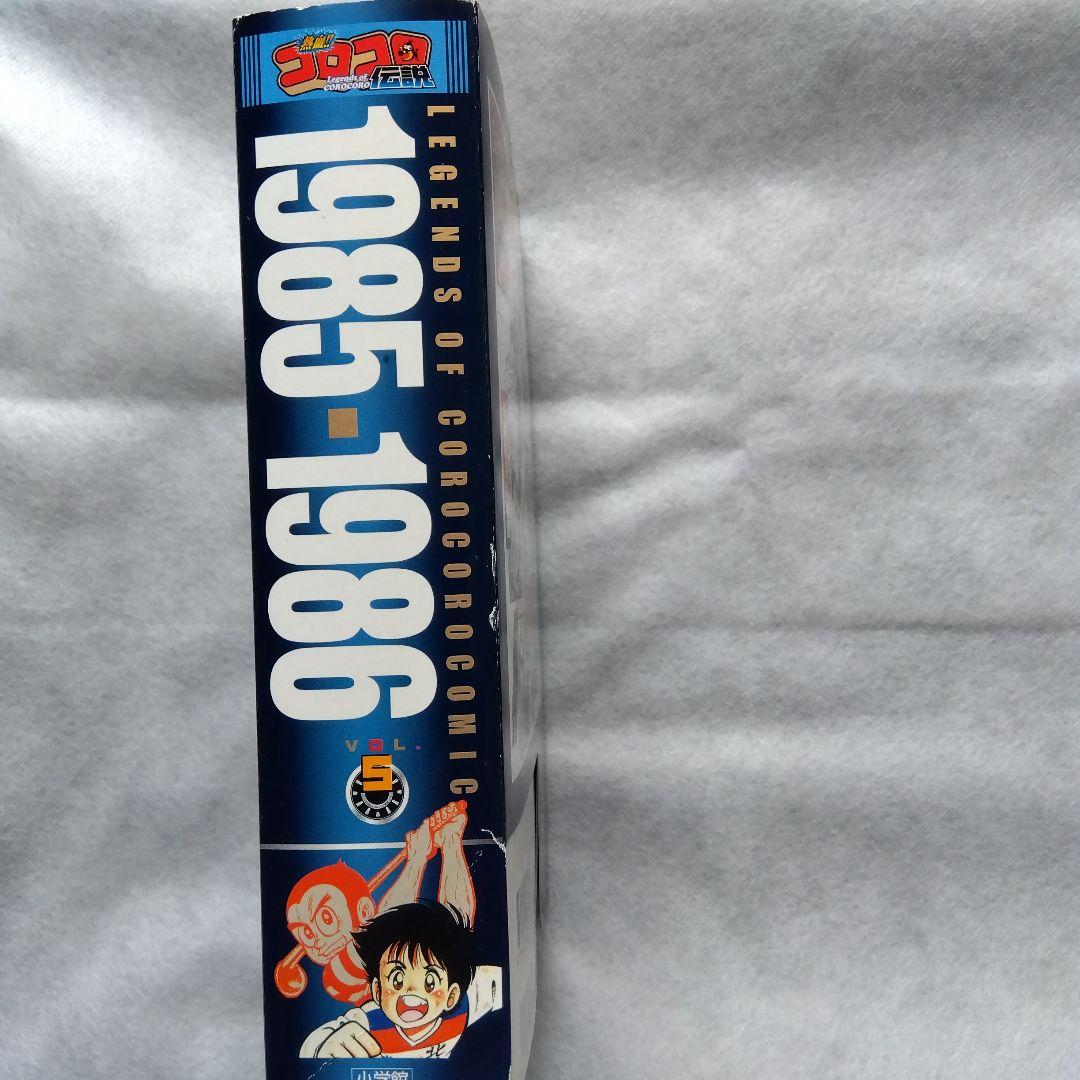 熱血!!
コロコロ
伝説
Legends of
COROCORO
LEGENDS OF COROCOROCOMIC
1985・1986
VOL.
5
北
小学館